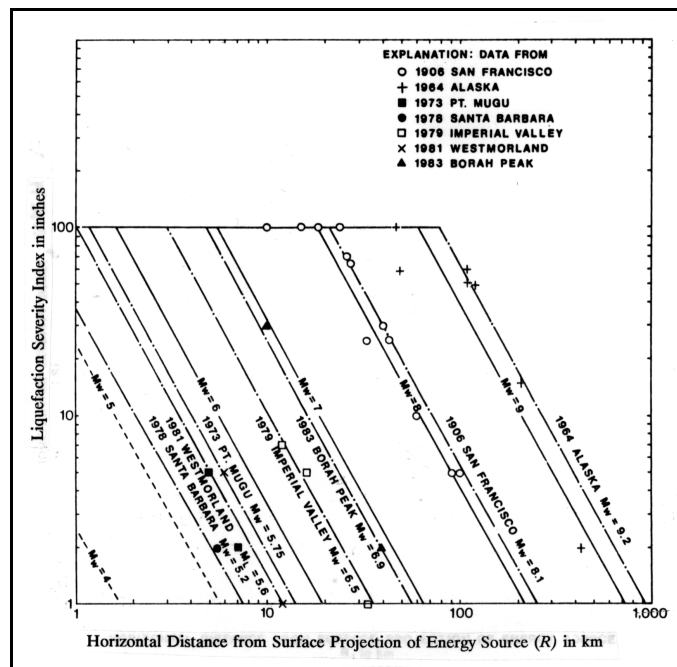 EXPLANATION: DATA FROM
○ 1906 SAN FRANCISCO
+ 1964 ALASKA
■ 1973 PT. MUGU
● 1978 SANTA BARBARA
□ 1979 IMPERIAL VALLEY
× 1981 WESTMORLAND
▲ 1983 BORAH PEAK
Liquefaction Severity Index in inches
100
10
1
Mw=4
Mw=5
1978 SANTA BARBARA Mw=5.2
1981 WESTMORLAND ML=5.6
1973 PT. MUGU Mw=5.75
Mw=6
1979 IMPERIAL VALLEY Mw=6.5
1983 BORAH PEAK Mw=6.9
Mw=7
Mw=8
1906 SAN FRANCISCO Mw=8.1
Mw=9
1964 ALASKA Mw=9.2
1 10 100 1,000
Horizontal Distance from Surface Projection of Energy Source (R) in km